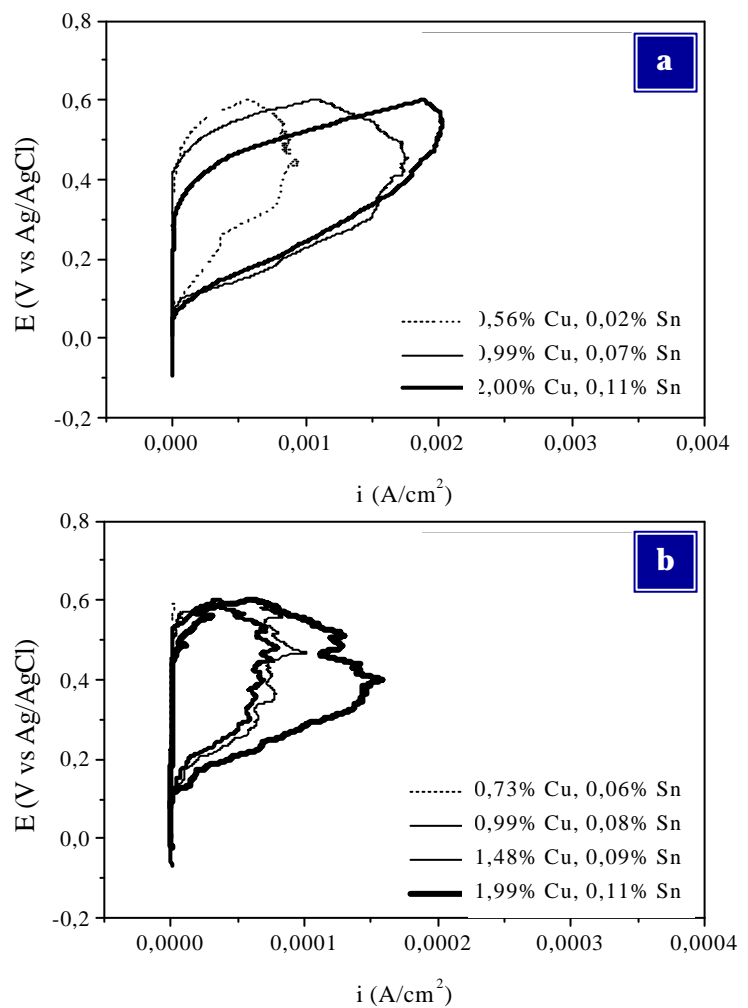 a
0,8
0,6
0,4
0,2
0,0
-0,2
E (V vs Ag/AgCl)
,56% Cu, 0,02% Sn
,99% Cu, 0,07% Sn
,00% Cu, 0,11% Sn
0,000 0,001 0,002 0,003 0,004
i (A/cm²)
b
0,8
0,6
0,4
0,2
0,0
-0,2
E (V vs Ag/AgCl)
0,73% Cu, 0,06% Sn
0,99% Cu, 0,08% Sn
1,48% Cu, 0,09% Sn
1,99% Cu, 0,11% Sn
0,0000 0,0001 0,0002 0,0003 0,0004
i (A/cm²)